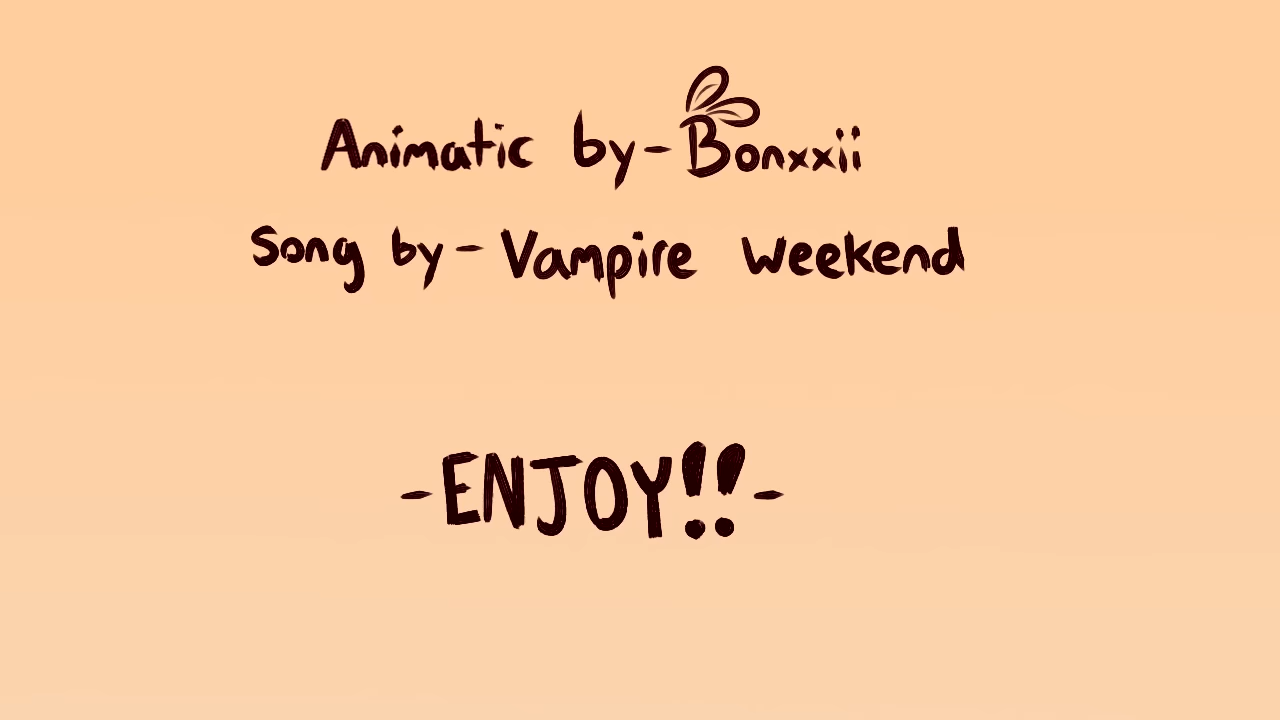 Animatic by - Bonxxii
Song by - Vampire Weekend
-ENJOY!!-